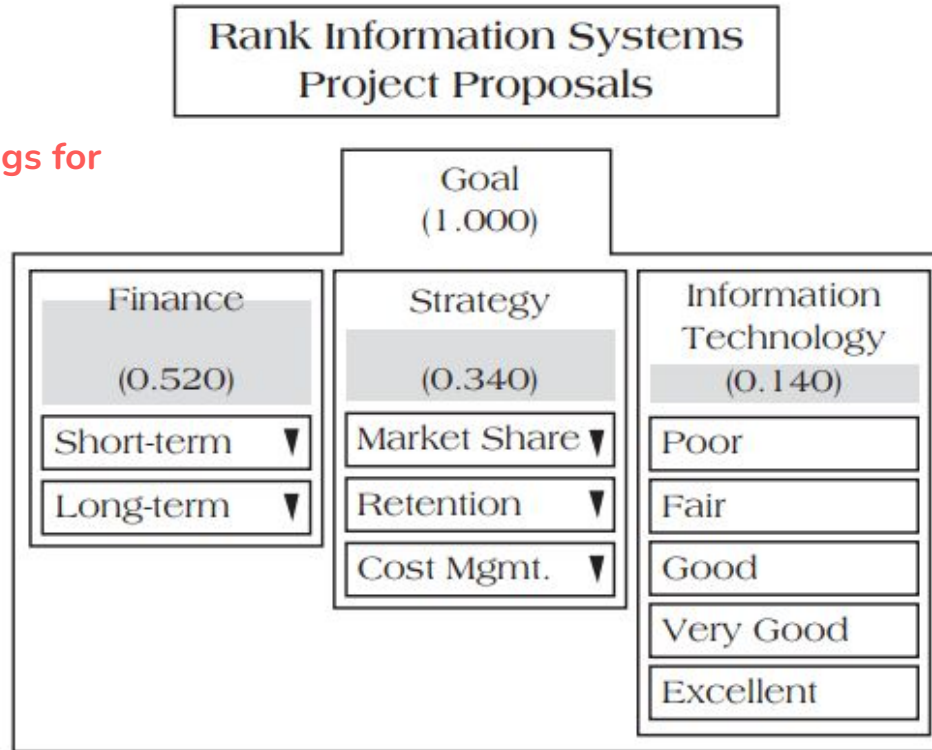 Rank Information Systems
Project Proposals
gs for
Goal
(1.000)
Finance
(0.520)
Short-term
Long-term
Strategy
(0.340)
Market Share
Retention
Cost Mgmt.
Information
Technology
(0.140)
Poor
Fair
Good
Very Good
Excellent